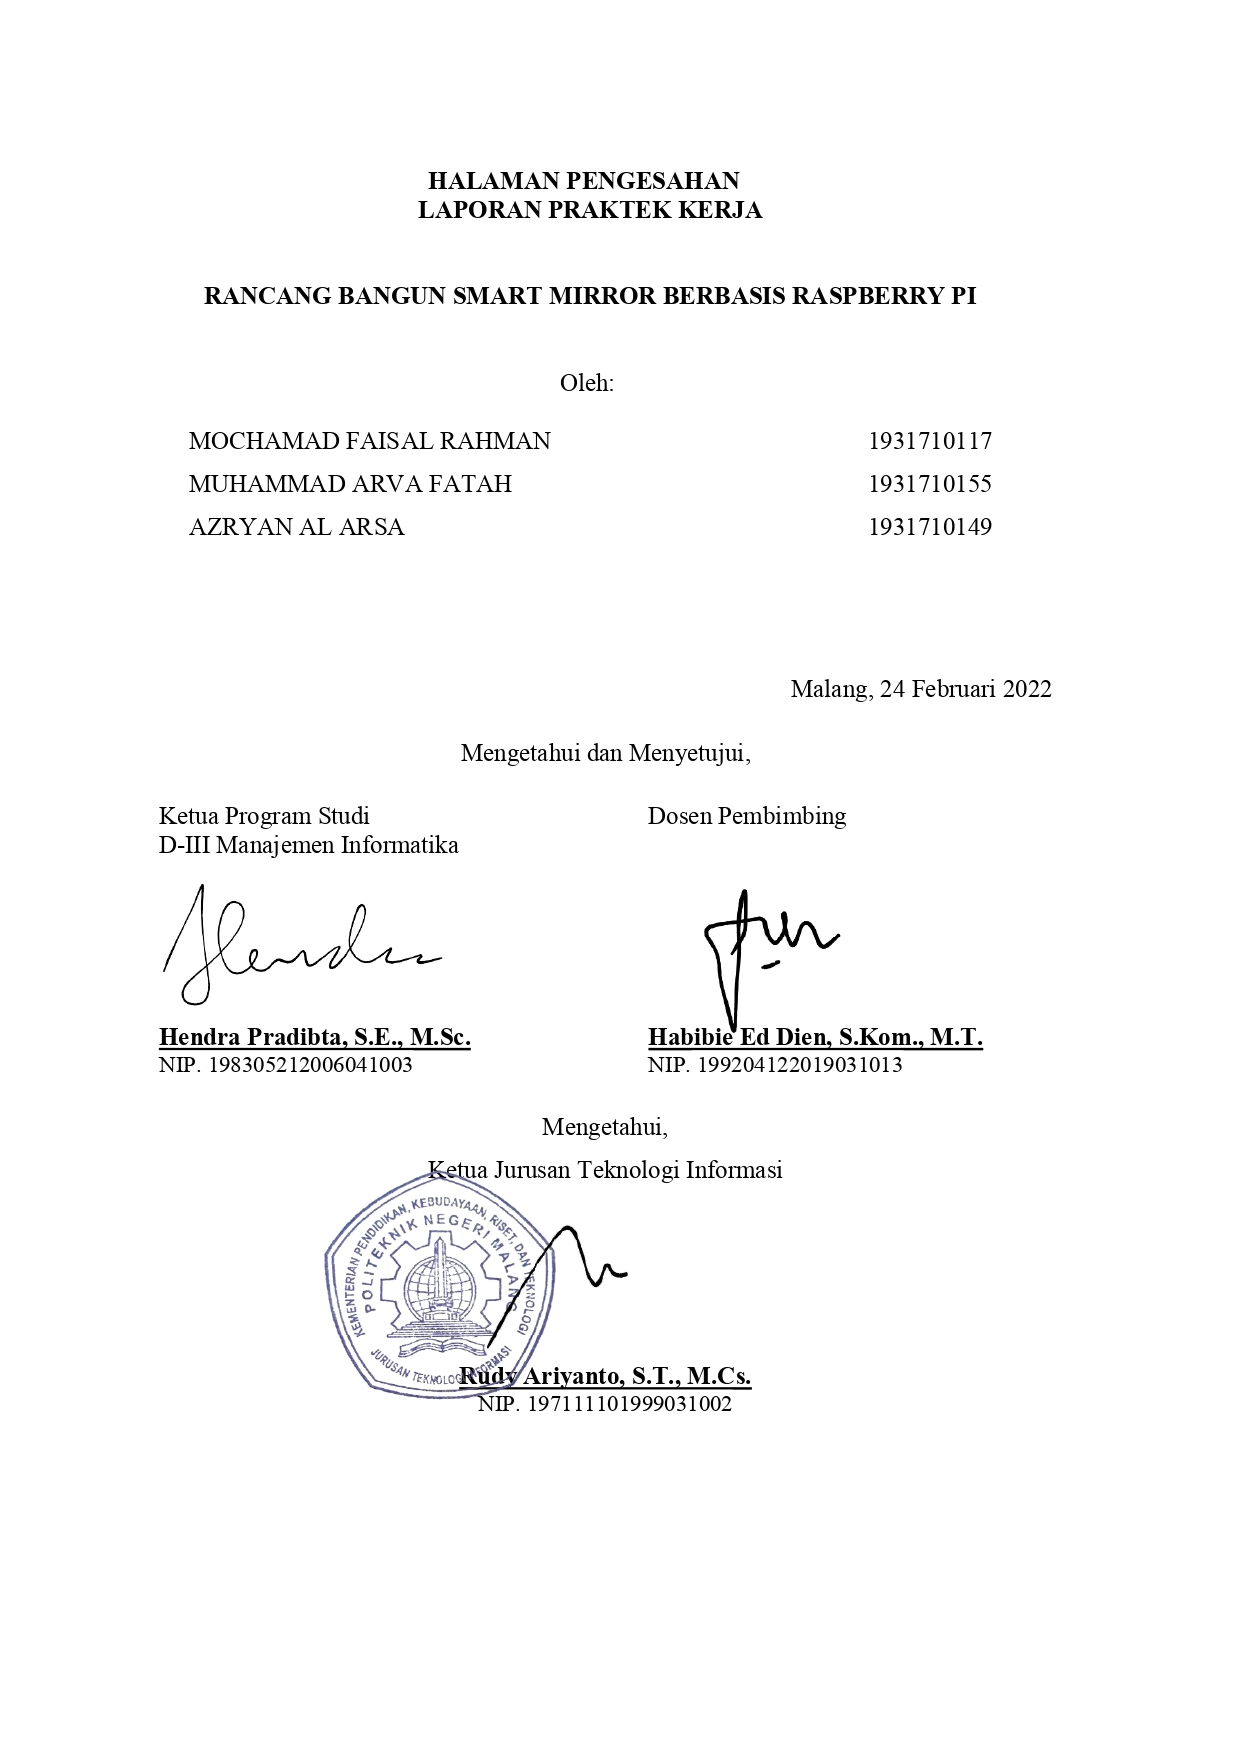 HALAMAN PENGESAHAN
LAPORAN PRAKTEK KERJA
RANCANG BANGUN SMART MIRROR BERBASIS RASPBERRY PI
Oleh:
MOCHAMAD FAISAL RAHMAN 1931710117
MUHAMMAD ARVA FATAH 1931710155
AZRYAN AL ARSA 1931710149
Malang, 24 Februari 2022
Mengetahui dan Menyetujui,
Ketua Program Studi Dosen Pembimbing
D-III Manajemen Informatika
Hendra Pradibta, S.E., M.Sc. Habibie Ed Dien, S.Kom., M.T.
NIP. 198305212006041003 NIP. 199204122019031013
Mengetahui,
Ketua Jurusan Teknologi Informasi
KEMENTERIAN PENDIDIKAN, KEBUDAYAAN, RISET, DAN TEKNOLOGI
POLITEKNIK NEGERI MALANG
JURUSAN TEKNOLOGI INFORMASI
Rudy Ariyanto, S.T., M.Cs.
NIP. 197111101999031002